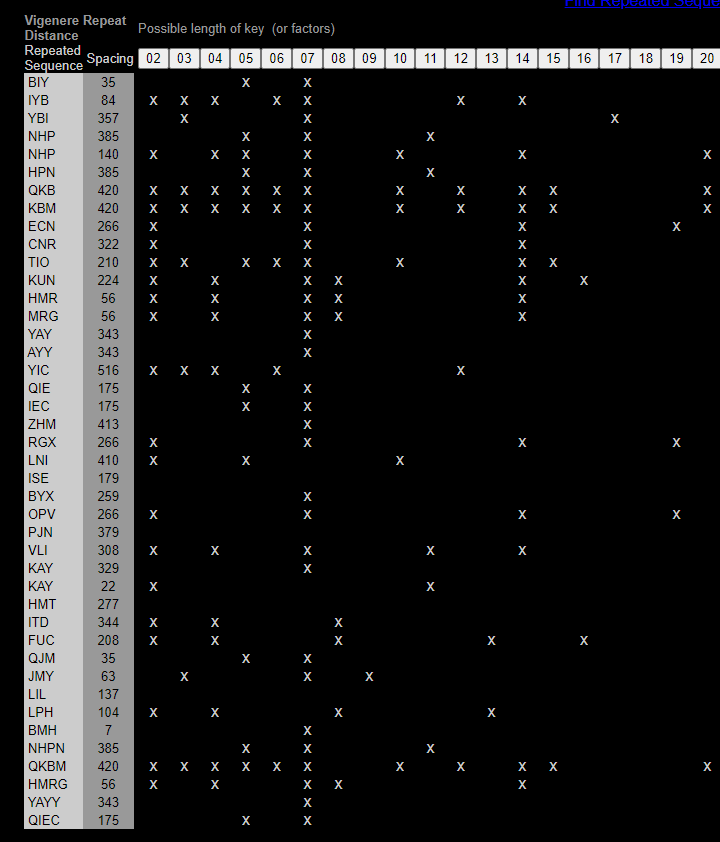 Find Repeated Seque
Vigenere Repeat
Distance
Possible length of key (or factors)
Repeated
Sequence Spacing 02 03 04 05 06 07 08 09 10 11 12 13 14 15 16 17 18 19 20
BIY 35 x x
IYB 84 x x x x x x x
YBI 357 x x x
NHP 385 x x x
NHP 140 x x x x x x x
HPN 385 x x x
QKB 420 x x x x x x x x x x x
KBM 420 x x x x x x x x x x x
ECN 266 x x x x
CNR 322 x x x
TIO 210 x x x x x x x x
KUN 224 x x x x x x
HMR 56 x x x x x
MRG 56 x x x x x
YAY 343 x
AYY 343 x
YIC 516 x x x x x
QIE 175 x x
IEC 175 x x
ZHM 413 x
RGX 266 x x x x
LNI 410 x x x
ISE 179
BYX 259 x
OPV 266 x x x x
PJN 379
VLI 308 x x x x x
KAY 329 x
KAY 22 x x
HMT 277
ITD 344 x x x
FUC 208 x x x x x
QJM 35 x x
JMY 63 x x x
LIL 137
LPH 104 x x x x
BMH 7 x
NHPN 385 x x x
QKBM 420 x x x x x x x x x x x
HMRG 56 x x x x x
YAYY 343 x
QIEC 175 x x